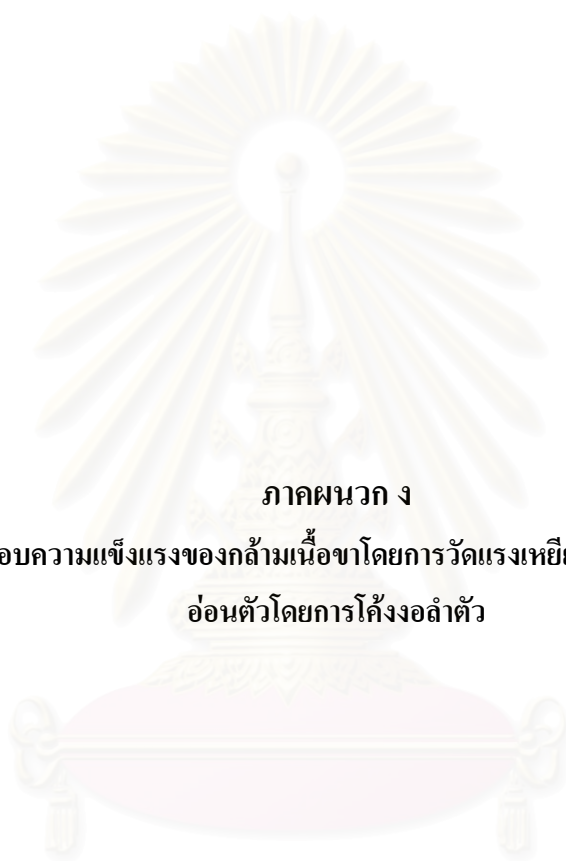 ภาคผนวก ง
อบความแข็งแรงของกล้ามเนื้อขาโดยการวัดแรงเหยี
อ่อนตัวโดยการโค้งงอลำตัว